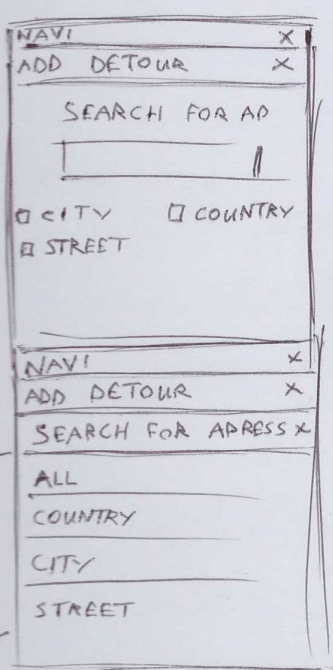 NAVI X
ADD DETOUR X
SEARCH FOR AD
CITY COUNTRY
STREET
NAVI X
ADD DETOUR X
SEARCH FOR ADRESS X
ALL
COUNTRY
CITY
STREET